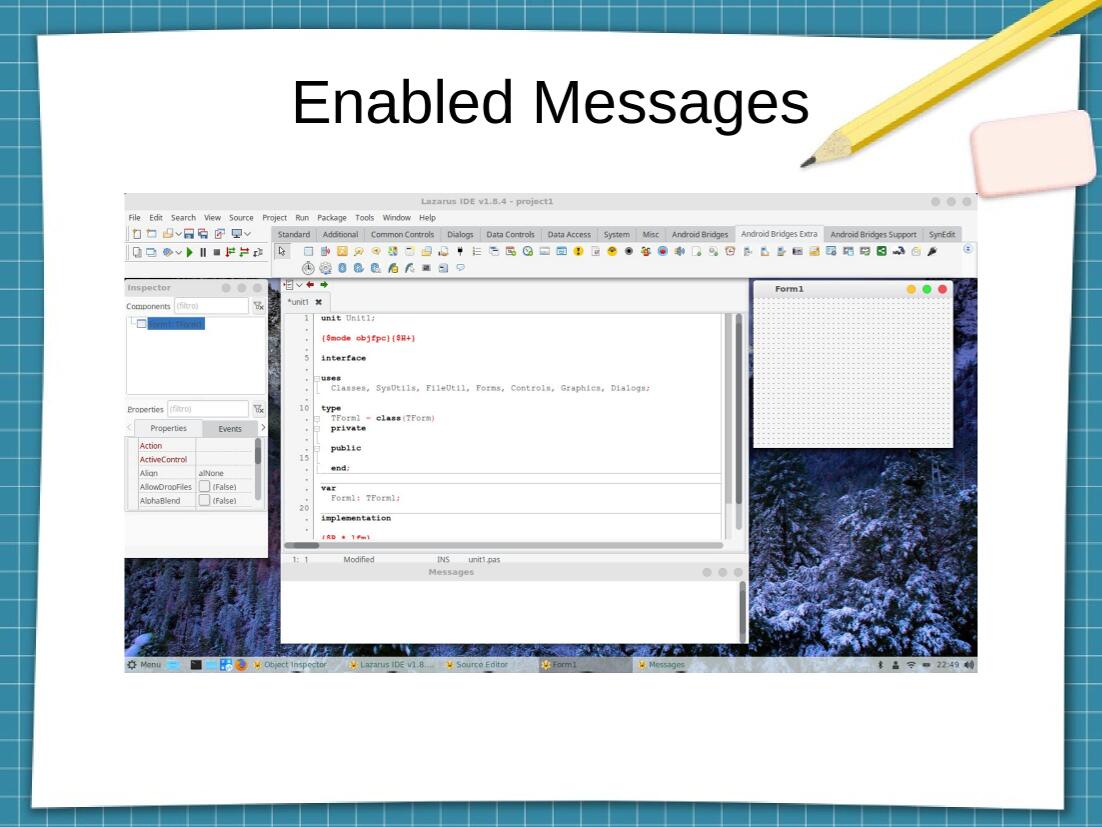 Enabled Messages
Lazarus IDE v1.8.4 - project1
File Edit Search View Source Project Run Package Tools Window Help
Standard Additional Common Controls Dialogs Data Controls Data Access System Misc Android Bridges Android Bridges Extra Android Bridges Support SynEdit
Inspector
Components (filtro)
Form1: TForm1
Properties (filtro)
Properties Events
Action
ActiveControl
Align alNone
AllowDropFiles (False)
AlphaBlend (False)
*unit1
1 unit Unit1;
{$mode objfpc}{$H+}
5 interface
uses
Classes, SysUtils, FileUtil, Forms, Controls, Graphics, Dialogs;
10 type
TForm1 = class(TForm)
private
public
15
end;
var
Form1: TForm1;
20
implementation
{$R *.lfm}
1: 1 Modified INS unit1.pas
Messages
Form1
Menu Object Inspector Lazarus IDE v1.8.... Source Editor Form1 Messages 22:49